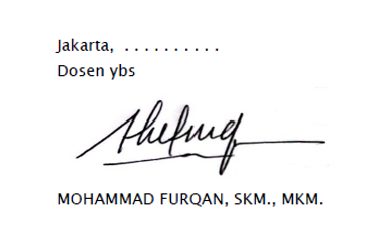 Jakarta, . . . . . . . . . .
Dosen ybs
MOHAMMAD FURQAN, SKM., MKM.